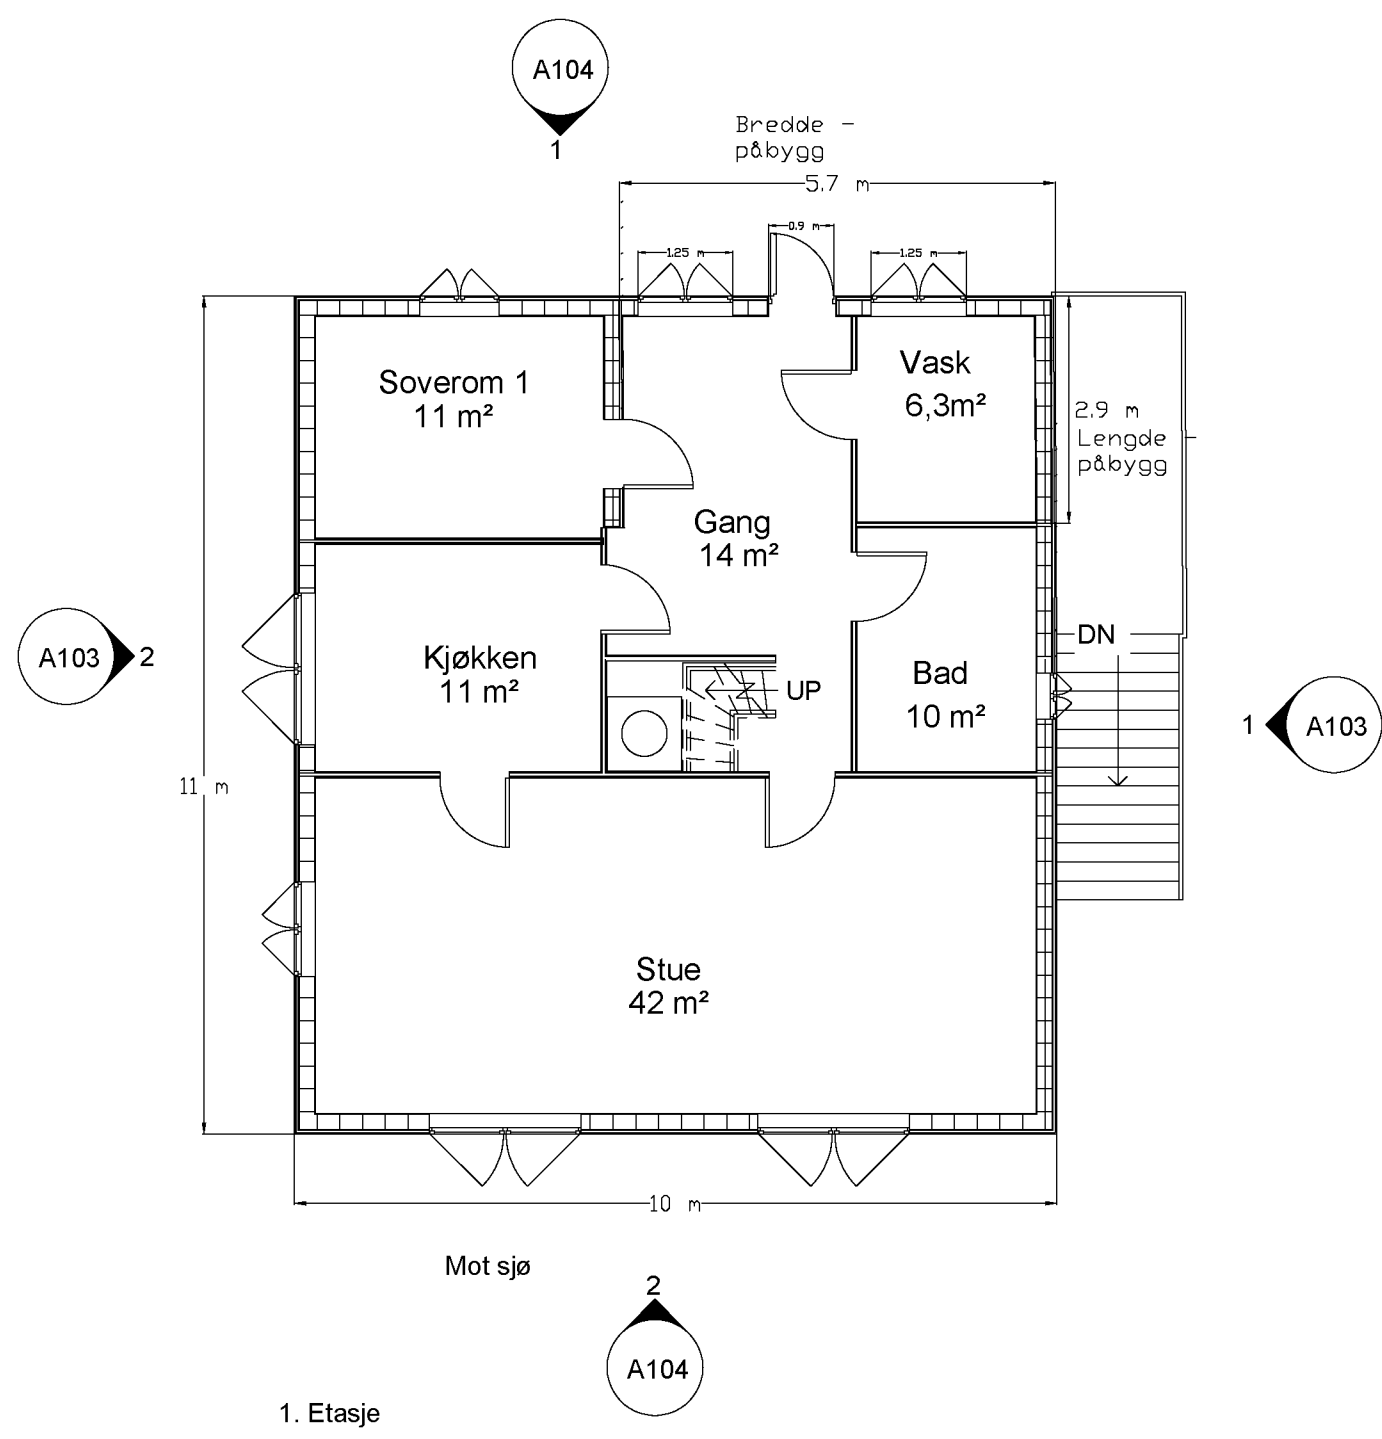 A104
1
Bredde -
påbygg
5.7 m
0.9 m
1.25 m
1.25 m
Soverom 1
11 m²
Vask
6,3m²
2.9 m
Lengde -
påbygg
Gang
14 m²
A103
2
Kjøkken
11 m²
UP
Bad
10 m²
DN
1
A103
11 m
Stue
42 m²
10 m
Mot sjø
2
A104
1. Etasje